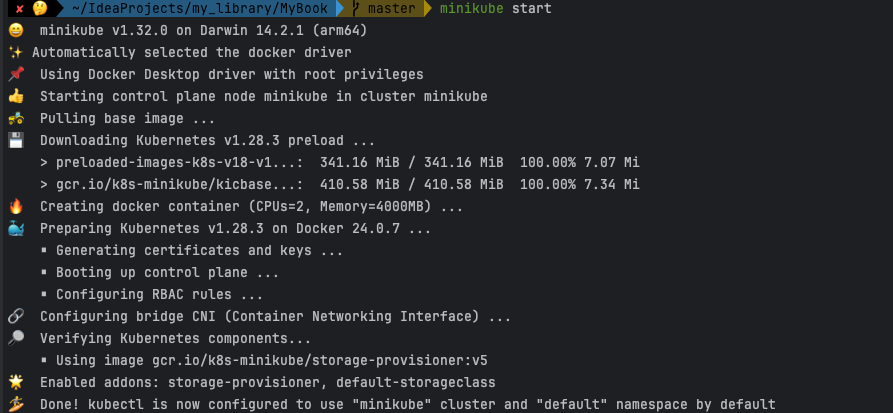 ✘ 🤔 ~/IdeaProjects/my_library/MyBook master minikube start
😄 minikube v1.32.0 on Darwin 14.2.1 (arm64)
✨ Automatically selected the docker driver
📌 Using Docker Desktop driver with root privileges
👍 Starting control plane node minikube in cluster minikube
🚜 Pulling base image ...
💾 Downloading Kubernetes v1.28.3 preload ...
> preloaded-images-k8s-v18-v1...: 341.16 MiB / 341.16 MiB 100.00% 7.07 Mi
> gcr.io/k8s-minikube/kicbase...: 410.58 MiB / 410.58 MiB 100.00% 7.34 Mi
🔥 Creating docker container (CPUs=2, Memory=4000MB) ...
🐳 Preparing Kubernetes v1.28.3 on Docker 24.0.7 ...
▪ Generating certificates and keys ...
▪ Booting up control plane ...
▪ Configuring RBAC rules ...
🔗 Configuring bridge CNI (Container Networking Interface) ...
🔎 Verifying Kubernetes components...
▪ Using image gcr.io/k8s-minikube/storage-provisioner:v5
🌟 Enabled addons: storage-provisioner, default-storageclass
🏄 Done! kubectl is now configured to use "minikube" cluster and "default" namespace by default